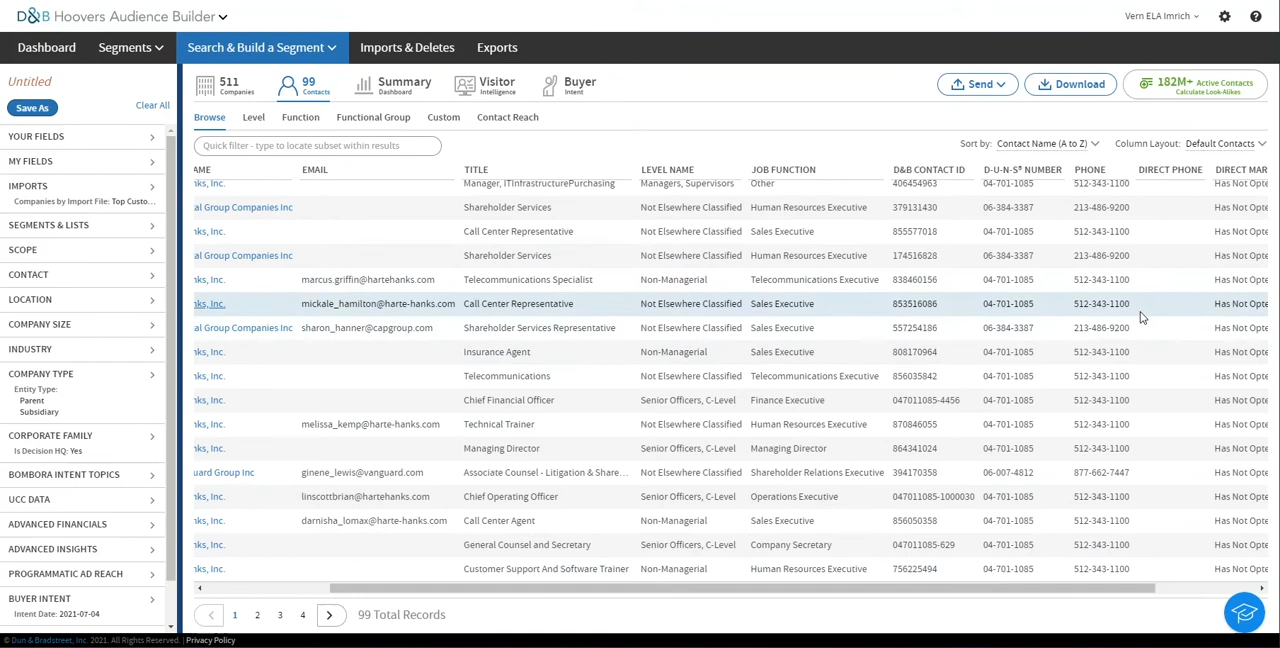 D&B Hoovers Audience Builder
Vern ELA Imrich
Dashboard Segments Search & Build a Segment Imports & Deletes Exports
Untitled
Save As
Clear All
YOUR FIELDS
MY FIELDS
IMPORTS
Companies by Import File: Top Custo...
SEGMENTS & LISTS
SCOPE
CONTACT
LOCATION
COMPANY SIZE
INDUSTRY
COMPANY TYPE
Entity Type:
Parent
Subsidiary
CORPORATE FAMILY
Is Decision HQ: Yes
BOMBORA INTENT TOPICS
UCC DATA
ADVANCED FINANCIALS
ADVANCED INSIGHTS
PROGRAMMATIC AD REACH
BUYER INTENT
Intent Date: 2021-07-04
511 Companies
99 Contacts
Summary Dashboard
Visitor Intelligence
Buyer Intent
Send
Download
182M+ Active Contacts
Calculate Look-Alikes
Browse Level Function Functional Group Custom Contact Reach
Quick filter - type to locate subset within results
Sort by: Contact Name (A to Z) Column Layout: Default Contacts
AME EMAIL TITLE LEVEL NAME JOB FUNCTION D&B CONTACT ID D-U-N-S® NUMBER PHONE DIRECT PHONE DIRECT MAR
nks, Inc. Manager, ITInfrastructurePurchasing Managers, Supervisors Other 406454963 04-701-1085 512-343-1100 Has Not Opte
al Group Companies Inc Shareholder Services Not Elsewhere Classified Human Resources Executive 379131430 06-384-3387 213-486-9200 Has Not Opte
nks, Inc. Call Center Representative Not Elsewhere Classified Sales Executive 855577018 04-701-1085 512-343-1100 Has Not Opte
al Group Companies Inc Shareholder Services Not Elsewhere Classified Human Resources Executive 174516828 06-384-3387 213-486-9200 Has Not Opte
nks, Inc. marcus.griffin@hartehanks.com Telecommunications Specialist Non-Managerial Telecommunications Executive 838460156 04-701-1085 512-343-1100 Has Not Opte
nks, Inc. mickale_hamilton@harte-hanks.com Call Center Representative Not Elsewhere Classified Sales Executive 853516086 04-701-1085 512-343-1100 Has Not Opte
al Group Companies Inc sharon_hanner@capgroup.com Shareholder Services Representative Not Elsewhere Classified Sales Executive 557254186 06-384-3387 213-486-9200 Has Not Opte
nks, Inc. Insurance Agent Non-Managerial Sales Executive 808170964 04-701-1085 512-343-1100 Has Not Opte
nks, Inc. Telecommunications Not Elsewhere Classified Telecommunications Executive 856035842 04-701-1085 512-343-1100 Has Not Opte
nks, Inc. Chief Financial Officer Senior Officers, C-Level Finance Executive 047011085-4456 04-701-1085 512-343-1100 Has Not Opte
nks, Inc. melissa_kemp@harte-hanks.com Technical Trainer Not Elsewhere Classified Human Resources Executive 870846055 04-701-1085 512-343-1100 Has Not Opte
nks, Inc. Managing Director Senior Officers, C-Level Managing Director 864341024 04-701-1085 512-343-1100 Has Not Opte
uard Group Inc ginene_lewis@vanguard.com Associate Counsel - Litigation & Share... Not Elsewhere Classified Shareholder Relations Executive 394170358 06-007-4812 877-662-7447 Has Not Opte
nks, Inc. linscottbrian@hartehanks.com Chief Operating Officer Senior Officers, C-Level Operations Executive 047011085-1000030 04-701-1085 512-343-1100 Has Not Opte
nks, Inc. darnisha_lomax@harte-hanks.com Call Center Agent Non-Managerial Sales Executive 856050358 04-701-1085 512-343-1100 Has Not Opte
nks, Inc. General Counsel and Secretary Senior Officers, C-Level Company Secretary 047011085-629 04-701-1085 512-343-1100 Has Not Opte
nks, Inc. Customer Support And Software Trainer Non-Managerial Human Resources Executive 756225494 04-701-1085 512-343-1100 Has Not Opte
1 2 3 4 99 Total Records
© Dun & Bradstreet, Inc. 2021. All Rights Reserved. | Privacy Policy